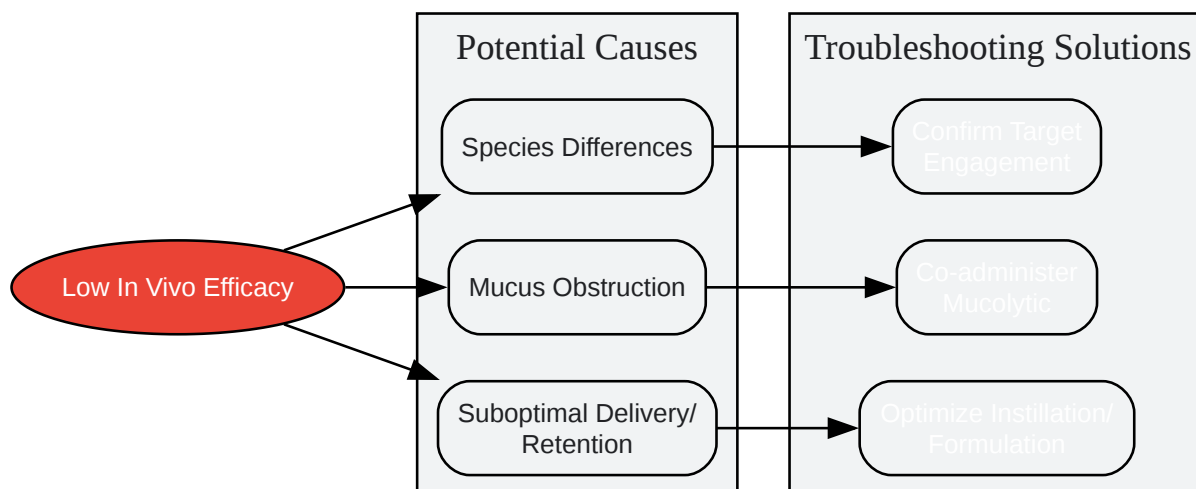 Potential Causes
Troubleshooting Solutions
Species Differences
Confirm Target
Engagement
Low In Vivo Efficacy
Mucus Obstruction
Co-administer
Mucolytic
Suboptimal Delivery/
Retention
Optimize Instillation/
Formulation